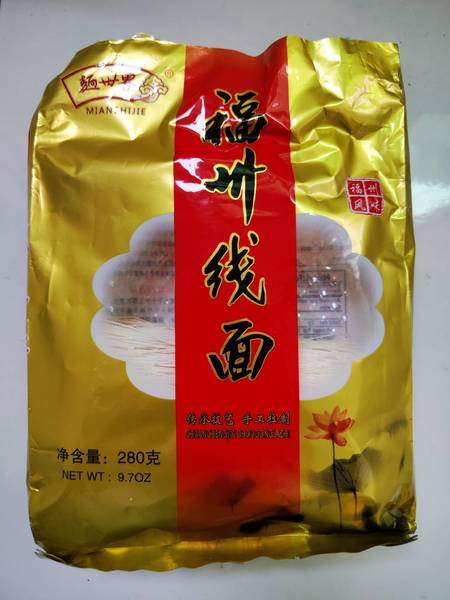 麵世界®
MIANSHIJIE
福州线面
福州
风味
传承技艺 手工拉制
净含量：280克
NET WT：9.7OZ